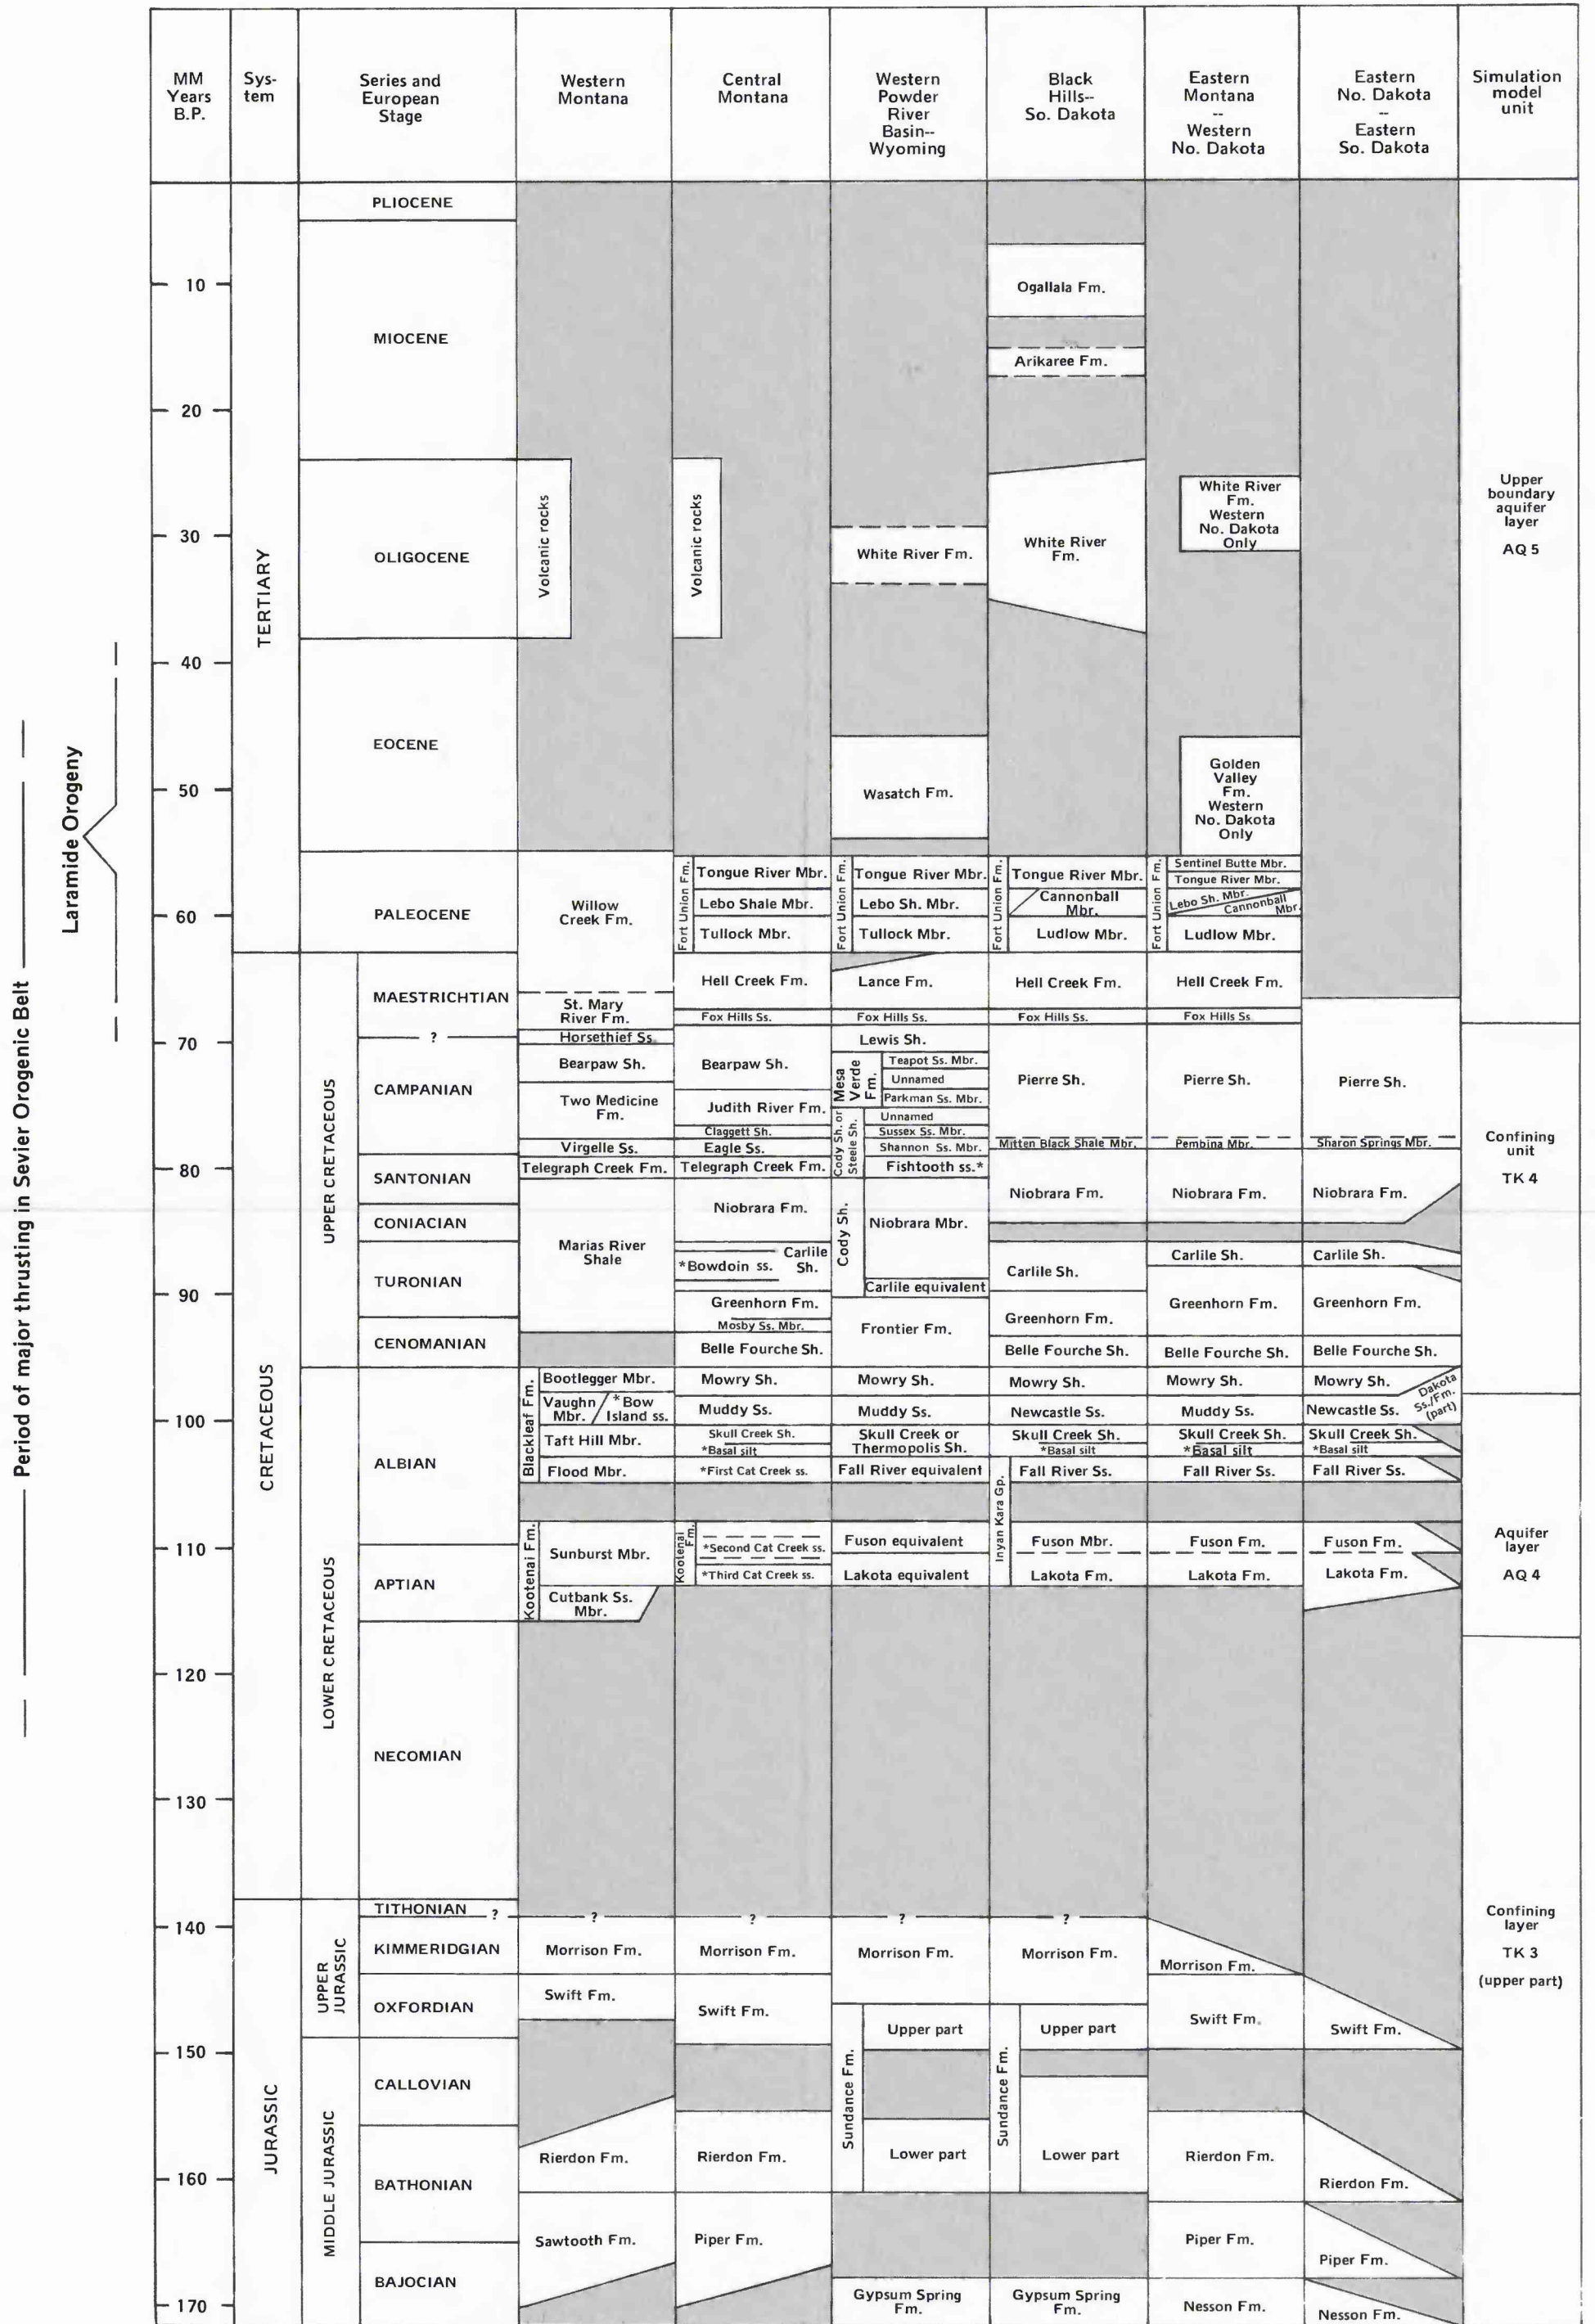 MM
Years
B.P.
Sys-
tem
Series and
European
Stage
Western
Montana
Central
Montana
Western
Powder
River
Basin--
Wyoming
Black
Hills--
So. Dakota
Eastern
Montana
--
Western
No. Dakota
Eastern
No. Dakota
--
Eastern
So. Dakota
Simulation
model
unit
Period of major thrusting in Sevier Orogenic Belt
Laramide Orogeny
10
20
30
40
50
60
70
80
90
100
110
120
130
140
150
160
170
TERTIARY
CRETACEOUS
JURASSIC
UPPER CRETACEOUS
LOWER CRETACEOUS
UPPER
JURASSIC
MIDDLE JURASSIC
PLIOCENE
MIOCENE
OLIGOCENE
EOCENE
PALEOCENE
MAESTRICHTIAN
?
CAMPANIAN
SANTONIAN
CONIACIAN
TURONIAN
CENOMANIAN
ALBIAN
APTIAN
NECOMIAN
TITHONIAN
?
KIMMERIDGIAN
OXFORDIAN
CALLOVIAN
BATHONIAN
BAJOCIAN
Volcanic rocks
Willow
Creek Fm.
St. Mary
River Fm.
Horsethief Ss.
Bearpaw Sh.
Two Medicine
Fm.
Virgelle Ss.
Telegraph Creek Fm.
Marias River
Shale
Blackleaf Fm.
Bootlegger Mbr.
Vaughn
Mbr.
*Bow
Island ss.
Taft Hill Mbr.
Flood Mbr.
Kootenai Fm.
Sunburst Mbr.
Cutbank Ss.
Mbr.
?
Morrison Fm.
Swift Fm.
Rierdon Fm.
Sawtooth Fm.
Volcanic rocks
Fort Union Fm.
Tongue River Mbr.
Lebo Shale Mbr.
Tullock Mbr.
Hell Creek Fm.
Fox Hills Ss.
Bearpaw Sh.
Judith River Fm.
Claggett Sh.
Eagle Ss.
Telegraph Creek Fm.
Niobrara Fm.
Carlile
Sh.
*Bowdoin ss.
Greenhorn Fm.
Mosby Ss. Mbr.
Belle Fourche Sh.
Mowry Sh.
Muddy Ss.
Skull Creek Sh.
*Basal silt
*First Cat Creek ss.
Kootenai
Fm.
*Second Cat Creek ss.
*Third Cat Creek ss.
?
Morrison Fm.
Swift Fm.
Rierdon Fm.
Piper Fm.
White River Fm.
Wasatch Fm.
Fort Union Fm.
Tongue River Mbr.
Lebo Sh. Mbr.
Tullock Mbr.
Lance Fm.
Fox Hills Ss.
Lewis Sh.
Mesa
Verde
Fm.
Teapot Ss. Mbr.
Unnamed
Parkman Ss. Mbr.
Cody Sh. or
Steele Sh.
Unnamed
Sussex Ss. Mbr.
Shannon Ss. Mbr.
Fishtooth ss.*
Cody Sh.
Niobrara Mbr.
Carlile equivalent
Frontier Fm.
Mowry Sh.
Muddy Ss.
Skull Creek or
Thermopolis Sh.
Fall River equivalent
Fuson equivalent
Lakota equivalent
?
Morrison Fm.
Sundance Fm.
Upper part
Lower part
Gypsum Spring
Fm.
Ogallala Fm.
Arikaree Fm.
White River
Fm.
Fort Union Fm.
Tongue River Mbr.
Cannonball
Mbr.
Ludlow Mbr.
Hell Creek Fm.
Fox Hills Ss.
Pierre Sh.
Mitten Black Shale Mbr.
Niobrara Fm.
Carlile Sh.
Greenhorn Fm.
Belle Fourche Sh.
Mowry Sh.
Newcastle Ss.
Skull Creek Sh.
*Basal silt
Inyan Kara Gp.
Fall River Ss.
Fuson Mbr.
Lakota Fm.
?
Morrison Fm.
Sundance Fm.
Upper part
Lower part
Gypsum Spring
Fm.
White River
Fm.
Western
No. Dakota
Only
Golden
Valley
Fm.
Western
No. Dakota
Only
Fort Union Fm.
Sentinel Butte Mbr.
Tongue River Mbr.
Lebo Sh. Mbr.
Cannonball
Mbr.
Ludlow Mbr.
Hell Creek Fm.
Fox Hills Ss
Pierre Sh.
Pembina Mbr.
Niobrara Fm.
Carlile Sh.
Greenhorn Fm.
Belle Fourche Sh.
Mowry Sh.
Muddy Ss.
Skull Creek Sh.
*Basal silt
Fall River Ss.
Fuson Fm.
Lakota Fm.
Morrison Fm.
Swift Fm.
Rierdon Fm.
Piper Fm.
Nesson Fm.
Pierre Sh.
Sharon Springs Mbr.
Niobrara Fm.
Carlile Sh.
Greenhorn Fm.
Belle Fourche Sh.
Mowry Sh.
Dakota
Ss./Fm.
(part)
Newcastle Ss.
Skull Creek Sh.
*Basal silt
Fall River Ss.
Fuson Fm.
Lakota Fm.
Swift Fm.
Rierdon Fm.
Piper Fm.
Nesson Fm.
Upper
boundary
aquifer
layer
AQ 5
Confining
unit
TK 4
Aquifer
layer
AQ 4
Confining
layer
TK 3
(upper part)